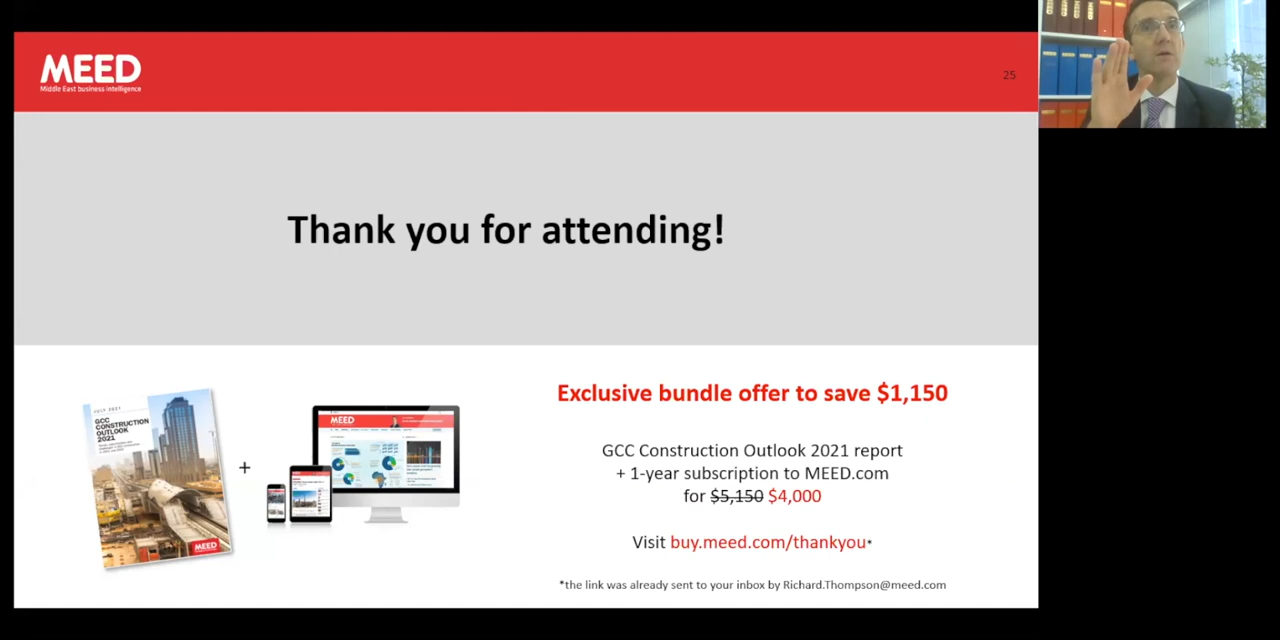 MEED
Middle East business intelligence
25
Thank you for attending!
JULY 2021
GCC
CONSTRUCTION
OUTLOOK
2021
MEED
+
MEED
Exclusive bundle offer to save $1,150
GCC Construction Outlook 2021 report
+ 1-year subscription to MEED.com
for $5,150 $4,000
Visit buy.meed.com/thankyou*
*the link was already sent to your inbox by Richard.Thompson@meed.com